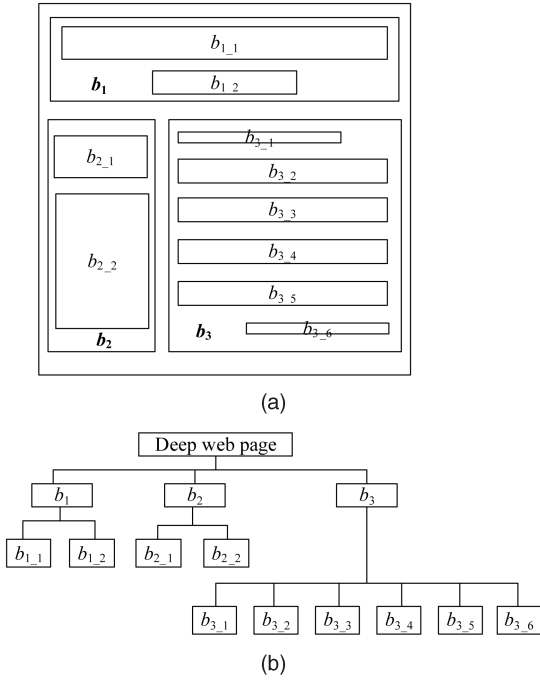 b1_1
b1
b1_2
b2_1
b2_2
b2
b3_1
b3_2
b3_3
b3_4
b3_5
b3
b3_6
(a)
Deep web page
b1 b2 b3
b1_1 b1_2 b2_1 b2_2
b3_1 b3_2 b3_3 b3_4 b3_5 b3_6
(b)